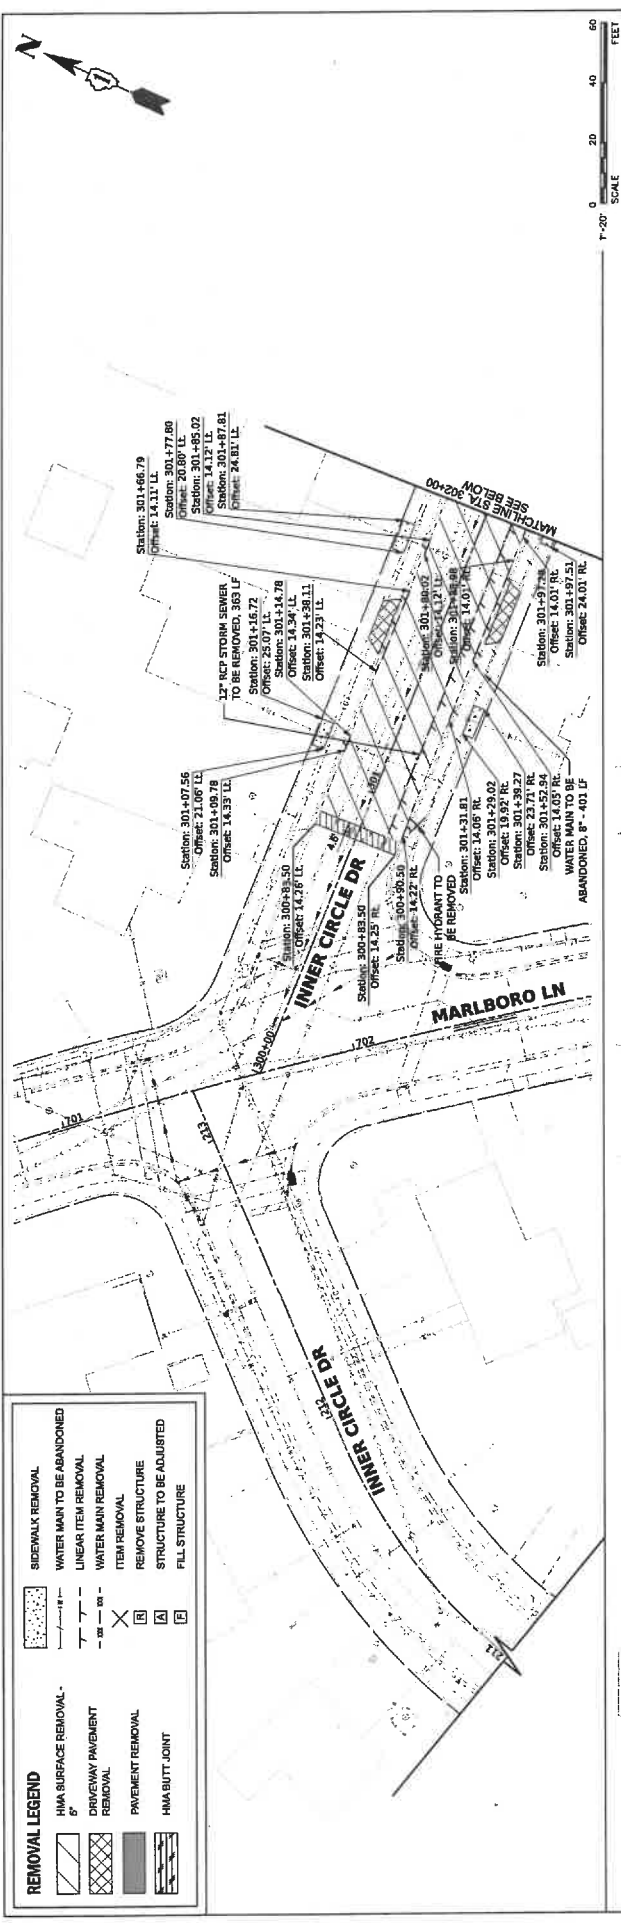 REMOVAL LEGEND
HMA SURFACE REMOVAL -
6"
DRIVEWAY PAVEMENT
REMOVAL
PAVEMENT REMOVAL
HMA BUTT JOINT
SIDEWALK REMOVAL
WATER MAIN TO BE ABANDONED
LINEAR ITEM REMOVAL
WATER MAIN REMOVAL
ITEM REMOVAL
R REMOVE STRUCTURE
A STRUCTURE TO BE ADJUSTED
F FILL STRUCTURE
211
212
INNER CIRCLE DR
213
701
702
300+00
INNER CIRCLE DR
MARLBORO LN
301
Station: 301+07.56
Offset: 21.06' Lt.
Station: 301+09.78
Offset: 14.33' Lt.
Station: 300+83.50
Offset: 14.26' Lt.
Station: 300+83.50
Offset: 14.25' Rt.
Station: 300+90.50
Offset: 14.22' Rt.
FIRE HYDRANT TO
BE REMOVED
12" RCP STORM SEWER
TO BE REMOVED, 363 LF
Station: 301+16.72
Offset: 25.07' Lt.
Station: 301+14.78
Offset: 14.34' Lt.
Station: 301+38.11
Offset: 14.23' Lt.
Station: 301+66.79
Offset: 14.11' Lt.
Station: 301+77.80
Offset: 20.80' Lt.
Station: 301+85.02
Offset: 14.12' Lt.
Station: 301+87.81
Offset: 24.81' Lt.
Station: 301+80.02
Offset: 14.12' Lt.
Offset: 14.01' Rt.
Station: 301+31.81
Offset: 14.06' Rt.
Station: 301+29.02
Offset: 19.92' Rt.
Station: 301+39.27
Offset: 23.71' Rt.
Station: 301+52.94
Offset: 14.05' Rt.
WATER MAIN TO BE
ABANDONED, 8" - 401 LF
Offset: 14.01' Rt.
Station: 301+97.51
Offset: 24.01' Rt.
MATCHLINE STA. 302+00
SEE BELOW
N
1
0 20 40 60
1"=20' SCALE FEET